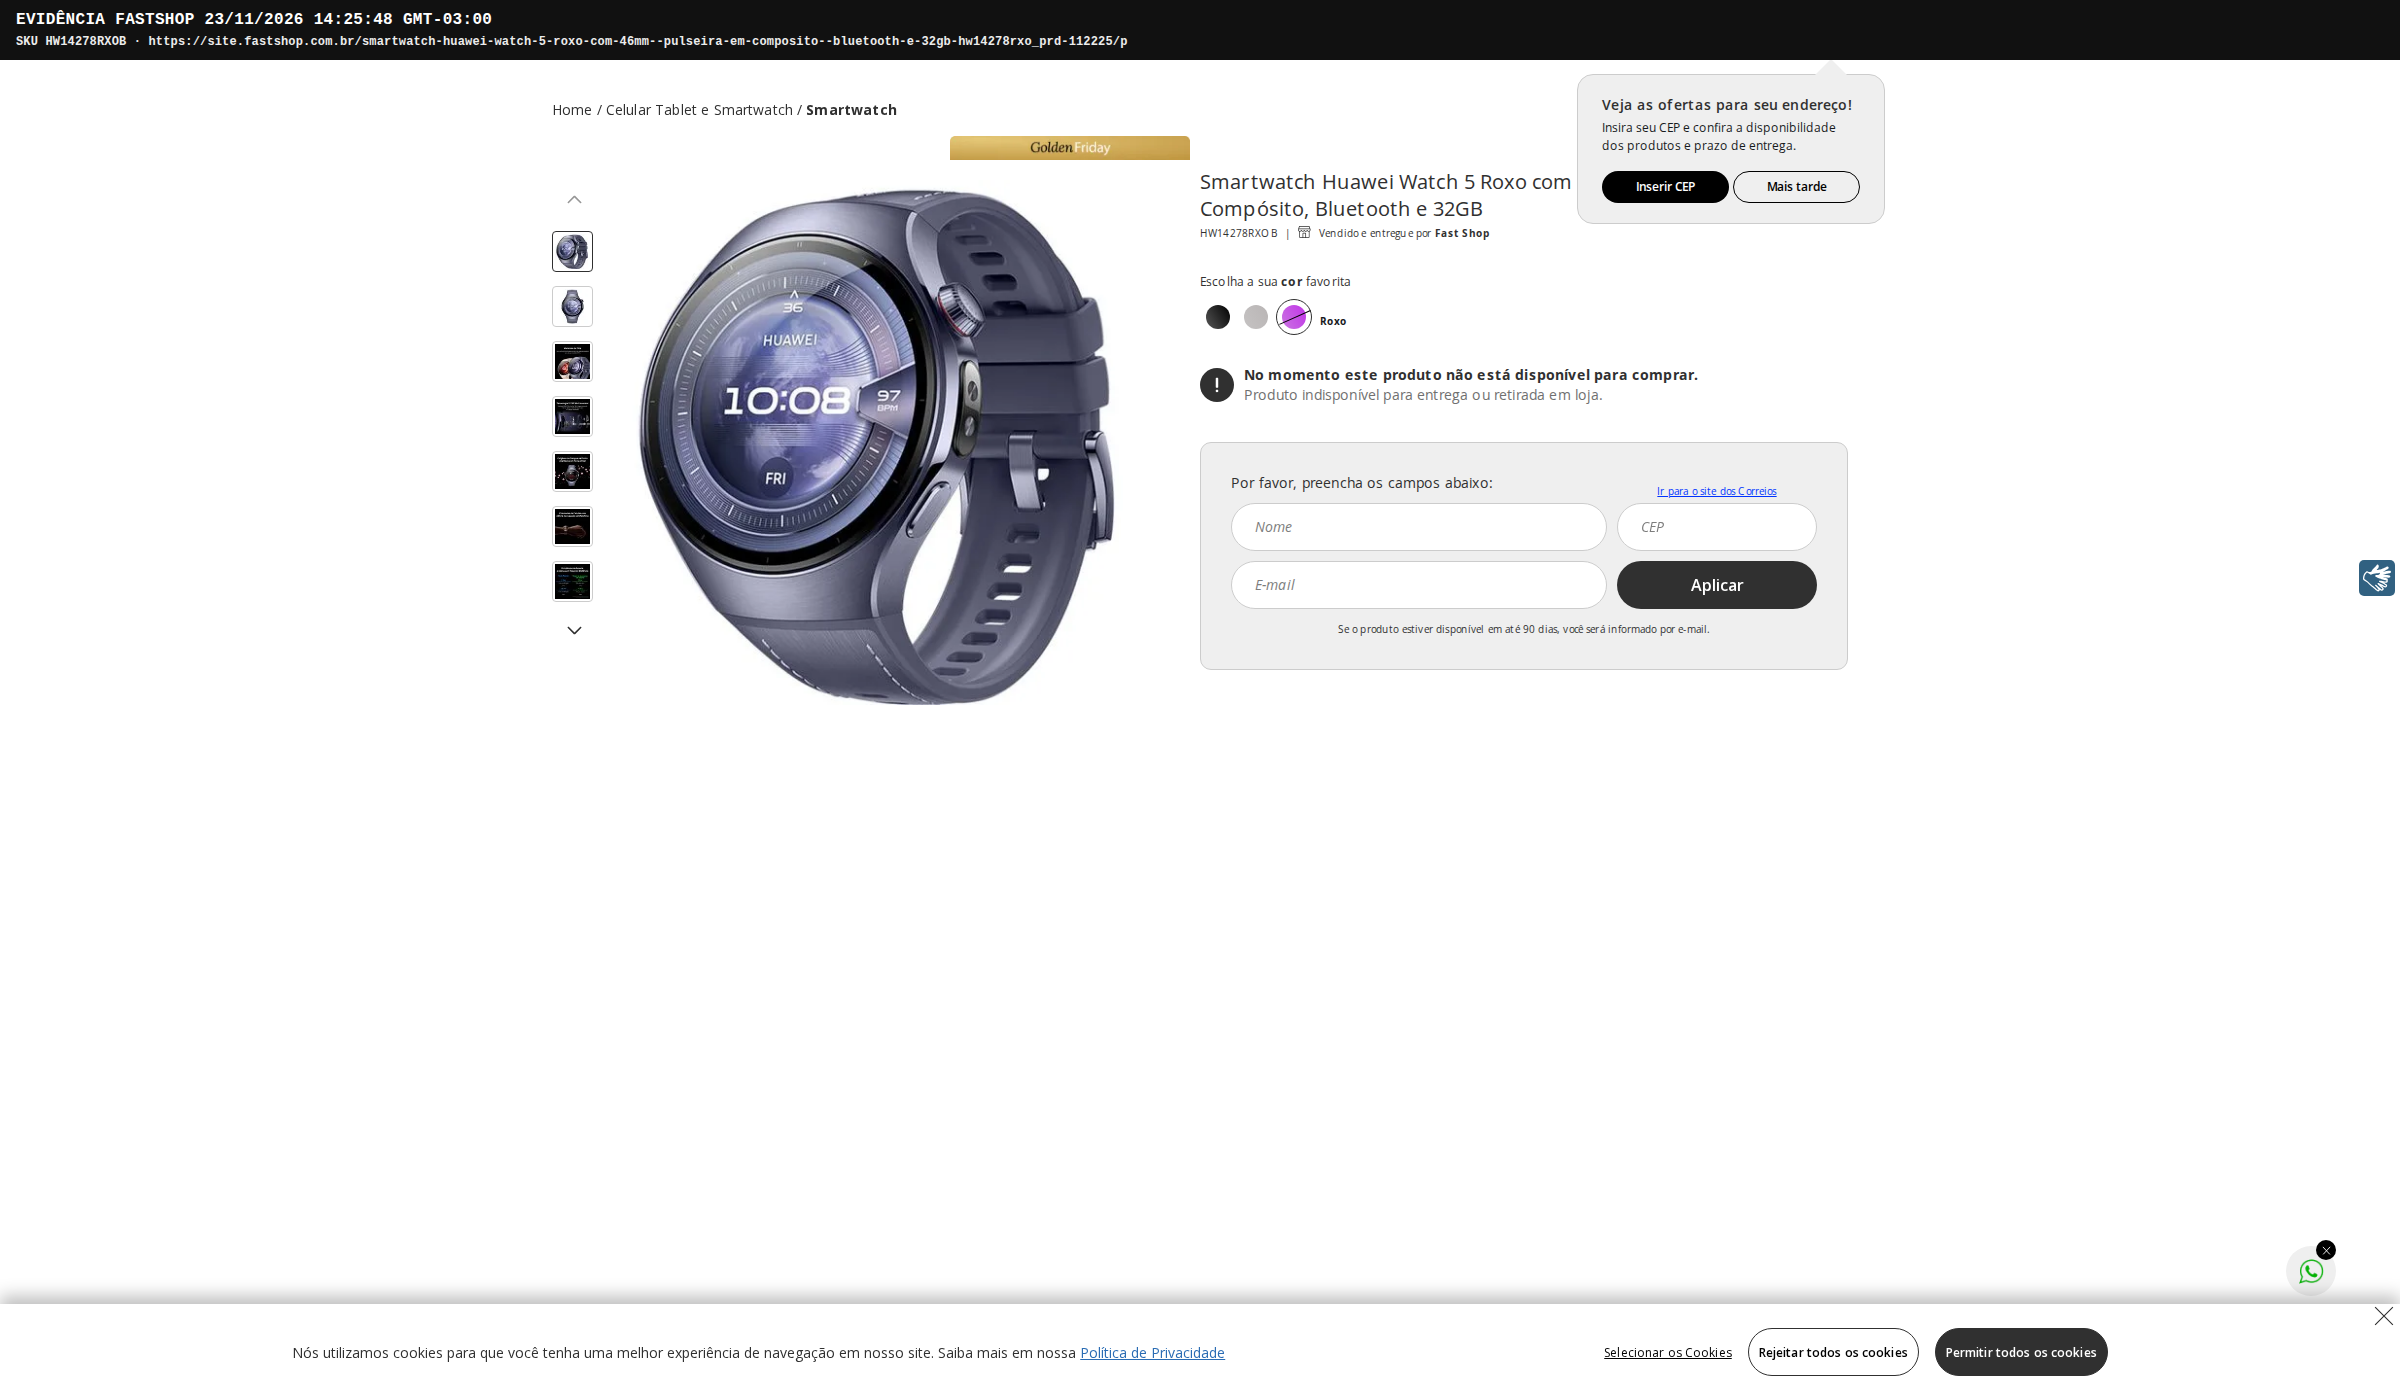 EVIDÊNCIA FASTSHOP 23/11/2026 14:25:48 GMT-03:00
SKU HW14278RXOB · https://site.fastshop.com.br/smartwatch-huawei-watch-5-roxo-com-46mm--pulseira-em-composito--bluetooth-e-32gb-hw14278rxo_prd-112225/p
Home / Celular Tablet e Smartwatch / Smartwatch
Veja as ofertas para seu endereço!
Insira seu CEP e confira a disponibilidade
dos produtos e prazo de entrega.
Inserir CEP
Mais tarde
Golden Friday
Smartwatch Huawei Watch 5 Roxo com
Compósito, Bluetooth e 32GB
HW14278RXOB | Vendido e entregue por Fast Shop
Escolha a sua cor favorita
Roxo
No momento este produto não está disponível para comprar.
Produto indisponível para entrega ou retirada em loja.
Por favor, preencha os campos abaixo:
Ir para o site dos Correios
Nome
CEP
E-mail
Aplicar
Se o produto estiver disponível em até 90 dias, você será informado por e-mail.
36
HUAWEI
10:08
97
BPM
FRI
Nós utilizamos cookies para que você tenha uma melhor experiência de navegação em nosso site. Saiba mais em nossa Política de Privacidade
Selecionar os Cookies
Rejeitar todos os cookies
Permitir todos os cookies